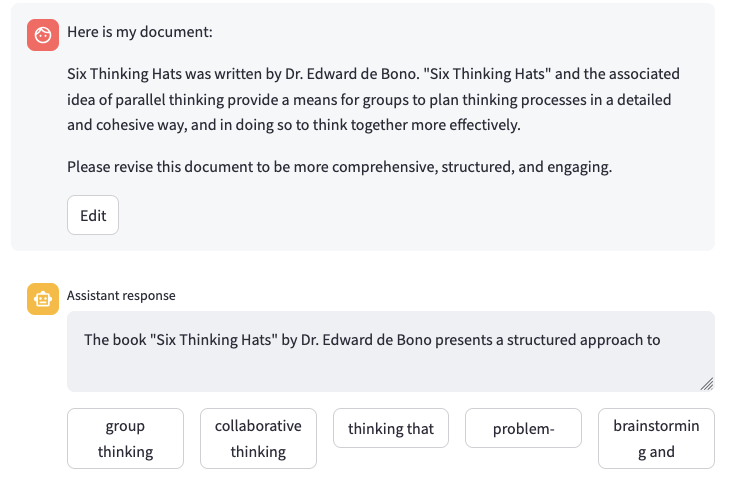 Here is my document:
Six Thinking Hats was written by Dr. Edward de Bono. "Six Thinking Hats" and the associated
idea of parallel thinking provide a means for groups to plan thinking processes in a detailed
and cohesive way, and in doing so to think together more effectively.
Please revise this document to be more comprehensive, structured, and engaging.
Edit
Assistant response
The book "Six Thinking Hats" by Dr. Edward de Bono presents a structured approach to
group
thinking
collaborative
thinking
thinking that
problem-
brainstormin
g and